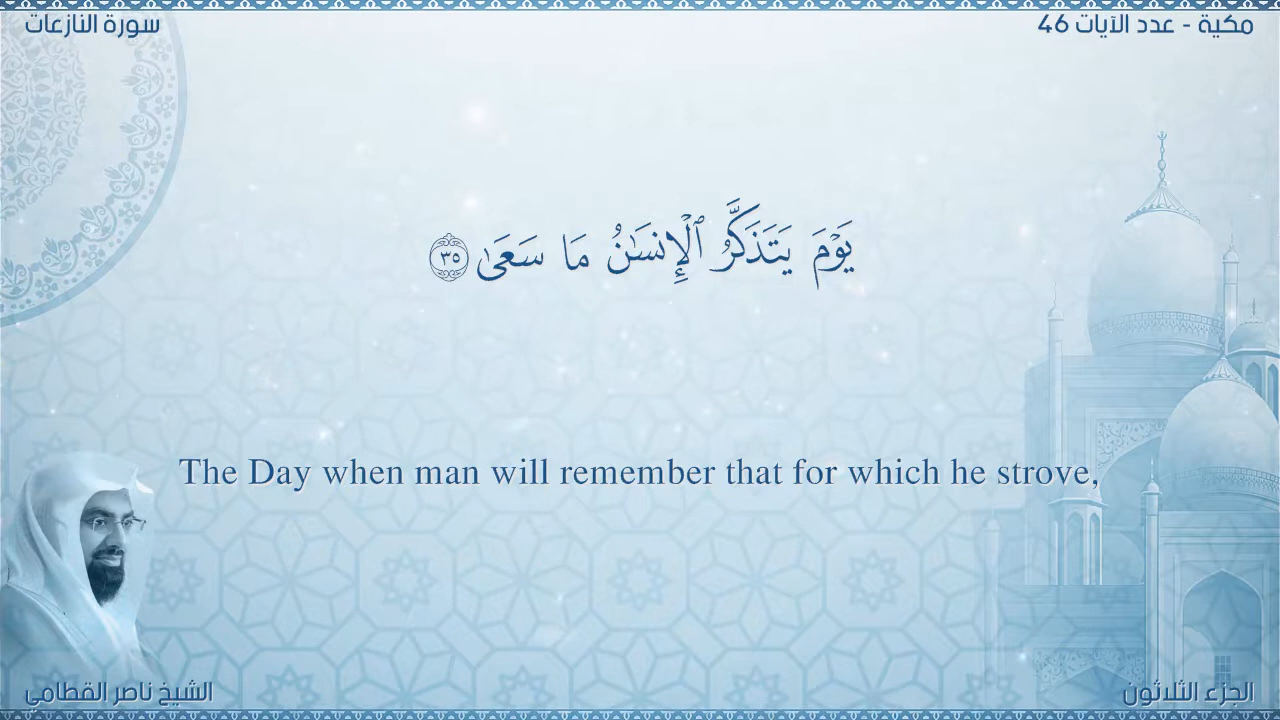 مكية - عدد الآيات 46
سورة النازعات
يَوْمَ يَتَذَكَّرُ ٱلْإِنسَـٰنُ مَا سَعَىٰ ٣٥
The Day when man will remember that for which he strove,
الجزء الثلاثون
الشيخ ناصر القطامي